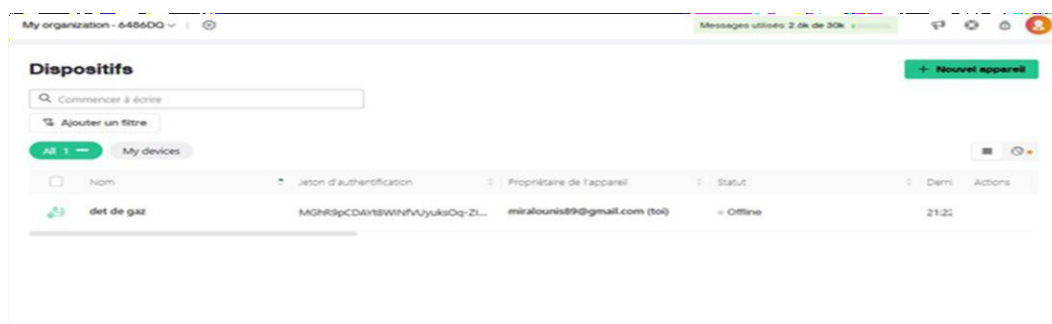 My organization - 6486DQ
Messages utilisés: 2.6k de 30k
Dispositifs
+ Nouvel appareil
Commencer à écrire
Ajouter un filtre
All 1
My devices
Nom
Jeton d'authentification
Propriétaire de l'appareil
Statut
Derni
Actions
det de gaz
miralounis89@gmail.com (toi)
Offline
21:22